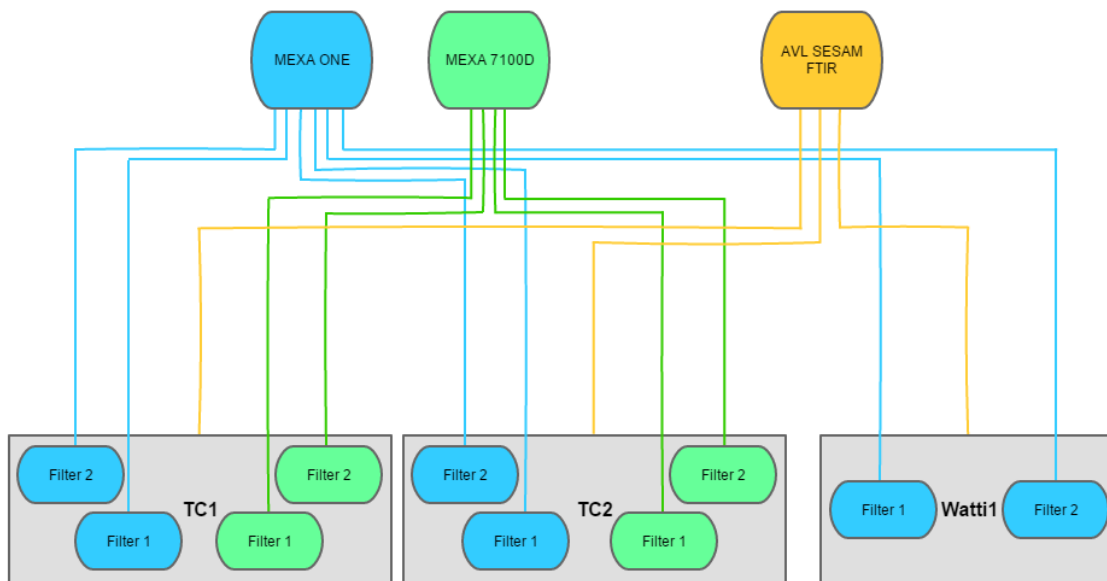 MEXA ONE
MEXA 7100D
AVL SESAM
FTIR
Filter 2
Filter 2
TC1
Filter 1
Filter 1
Filter 2
Filter 2
TC2
Filter 1
Filter 1
Filter 1
Watti1
Filter 2